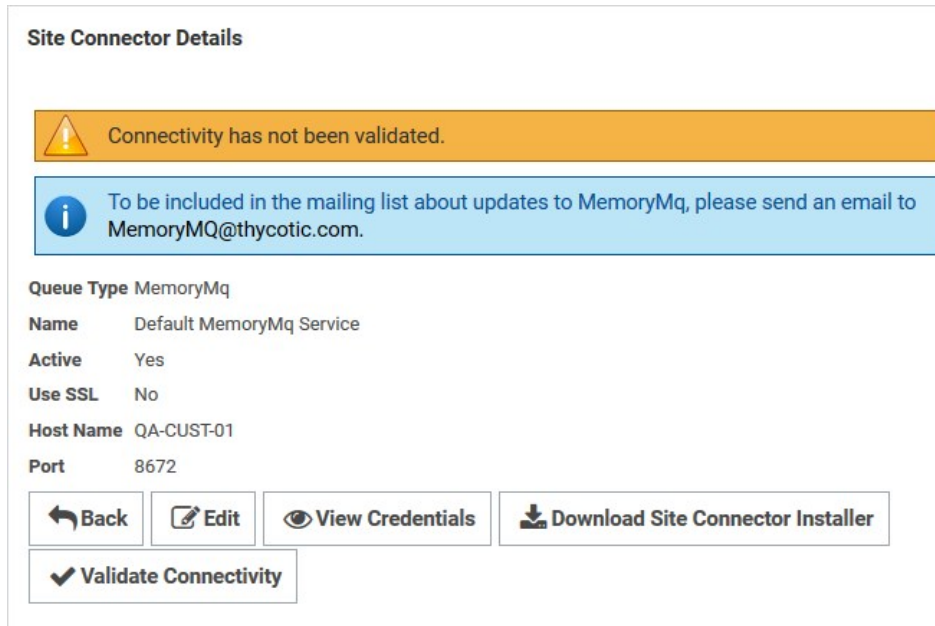 Site Connector Details
Connectivity has not been validated.
To be included in the mailing list about updates to MemoryMq, please send an email to
MemoryMQ@thycotic.com.
Queue Type MemoryMq
Name Default MemoryMq Service
Active Yes
Use SSL No
Host Name QA-CUST-01
Port 8672
Back Edit View Credentials Download Site Connector Installer
Validate Connectivity